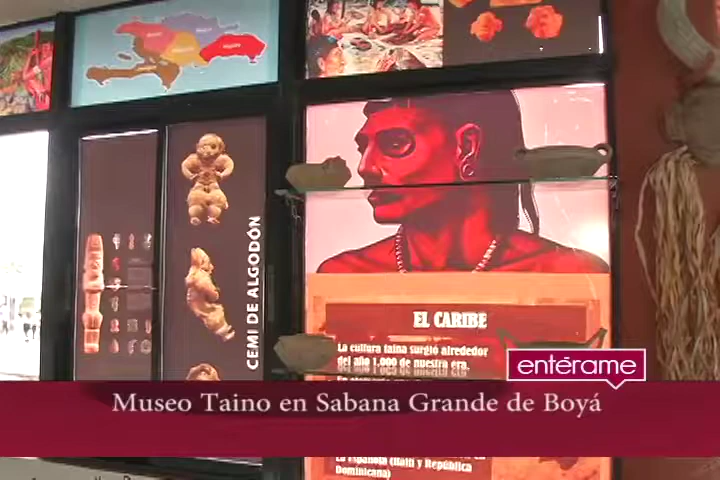 CEMI DE ALGODÓN
EL CARIBE
La cultura taina surgió alrededor
del año 1,000 de nuestra era.
entérame
Museo Taino en Sabana Grande de Boyá
La Española (Haití y República
Dominicana)